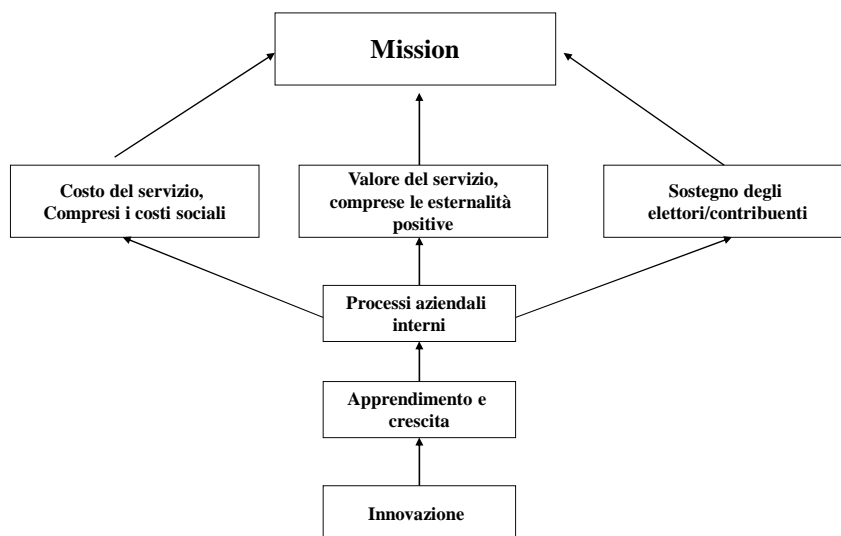 Mission
Costo del servizio,
Compresi i costi sociali
Valore del servizio,
comprese le esternalità
positive
Sostegno degli
elettori/contribuenti
Processi aziendali
interni
Apprendimento e
crescita
Innovazione